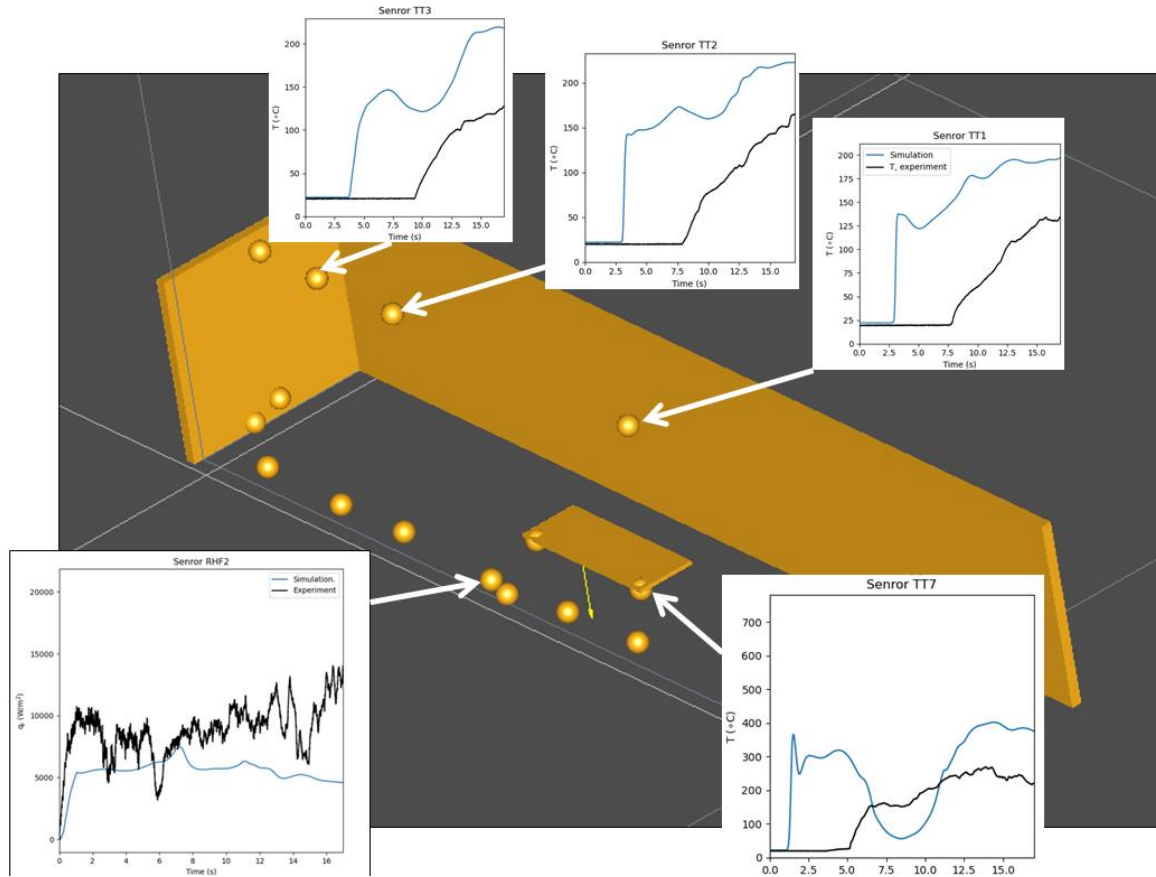 Senror TT3
T (∘C)
200
150
100
50
0
0.0 2.5 5.0 7.5 10.0 12.5 15.0
Time (s)
Senror TT2
T (∘C)
200
150
100
50
0
0.0 2.5 5.0 7.5 10.0 12.5 15.0
Time (s)
Senror TT1
Simulation
T, experiment
T (∘C)
200
175
150
125
100
75
50
25
0
0.0 2.5 5.0 7.5 10.0 12.5 15.0
Time (s)
Senror RHF2
Simulation.
Experiment
qr (W/m²)
20000
15000
10000
5000
0
0 2 4 6 8 10 12 14 16
Time (s)
Senror TT7
T (∘C)
700
600
500
400
300
200
100
0
0.0 2.5 5.0 7.5 10.0 12.5 15.0